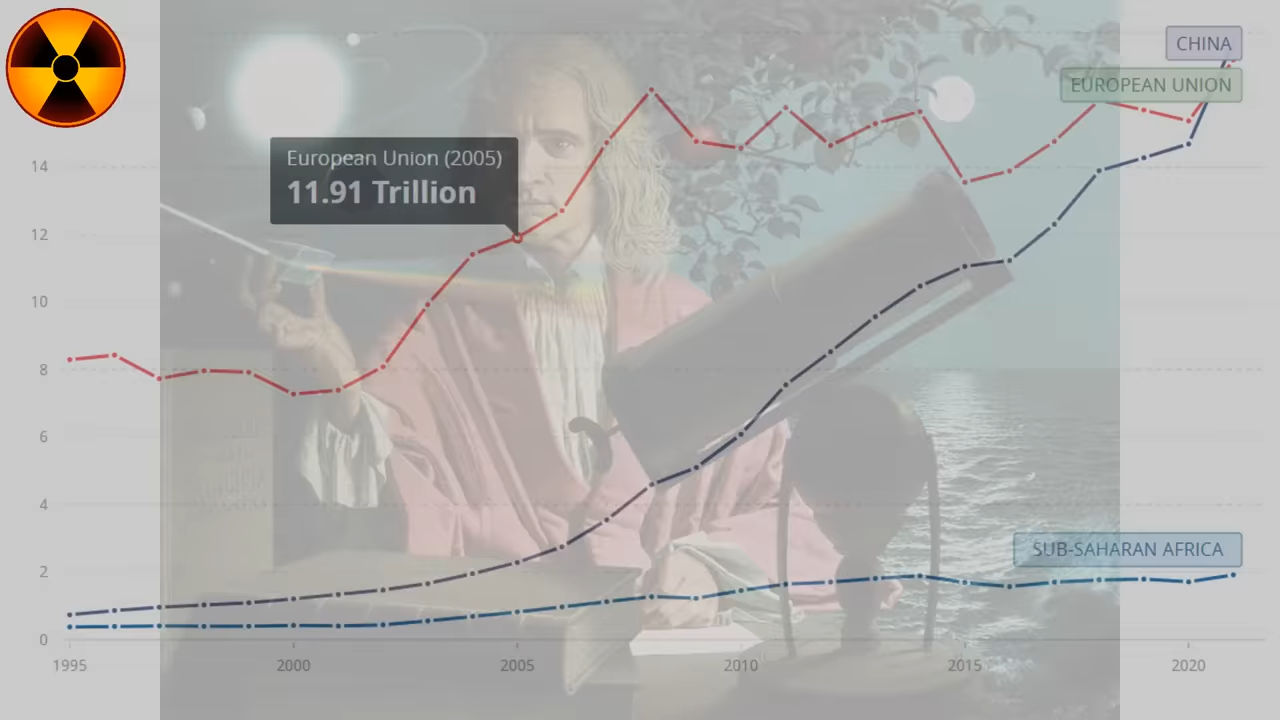 CHINA
EUROPEAN UNION
European Union (2005)
11.91 Trillion
14
12
10
8
6
4
2
0
SUB-SAHARAN AFRICA
1995
2000
2005
2010
2015
2020